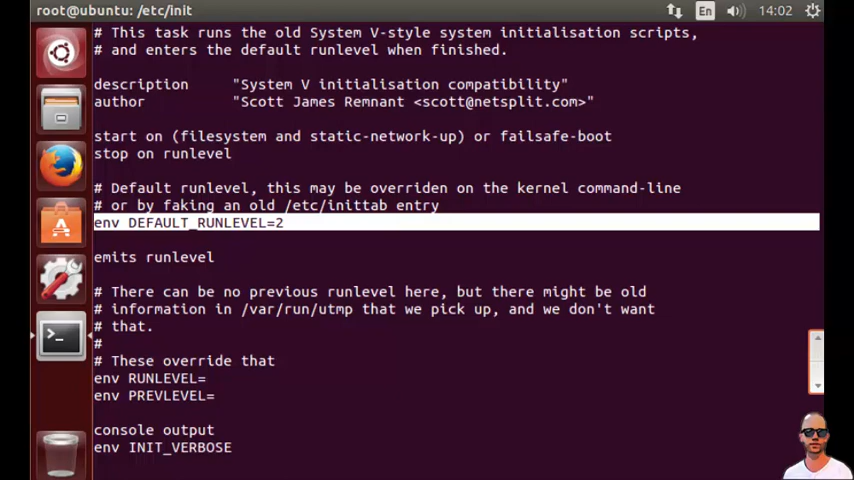 root@ubuntu: /etc/init
En
14:02
# This task runs the old System V-style system initialisation scripts,
# and enters the default runlevel when finished.
description "System V initialisation compatibility"
author "Scott James Remnant <scott@netsplit.com>"
start on (filesystem and static-network-up) or failsafe-boot
stop on runlevel
# Default runlevel, this may be overriden on the kernel command-line
# or by faking an old /etc/inittab entry
env DEFAULT_RUNLEVEL=2
emits runlevel
# There can be no previous runlevel here, but there might be old
# information in /var/run/utmp that we pick up, and we don't want
# that.
#
# These override that
env RUNLEVEL=
env PREVLEVEL=
console output
env INIT_VERBOSE